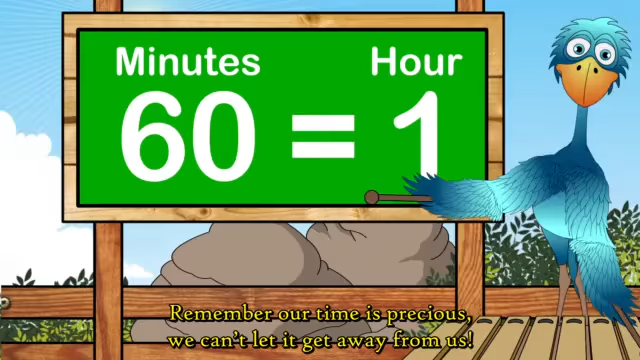 Minutes Hour
60 = 1
Remember our time is precious,
we can't let it get away from us!